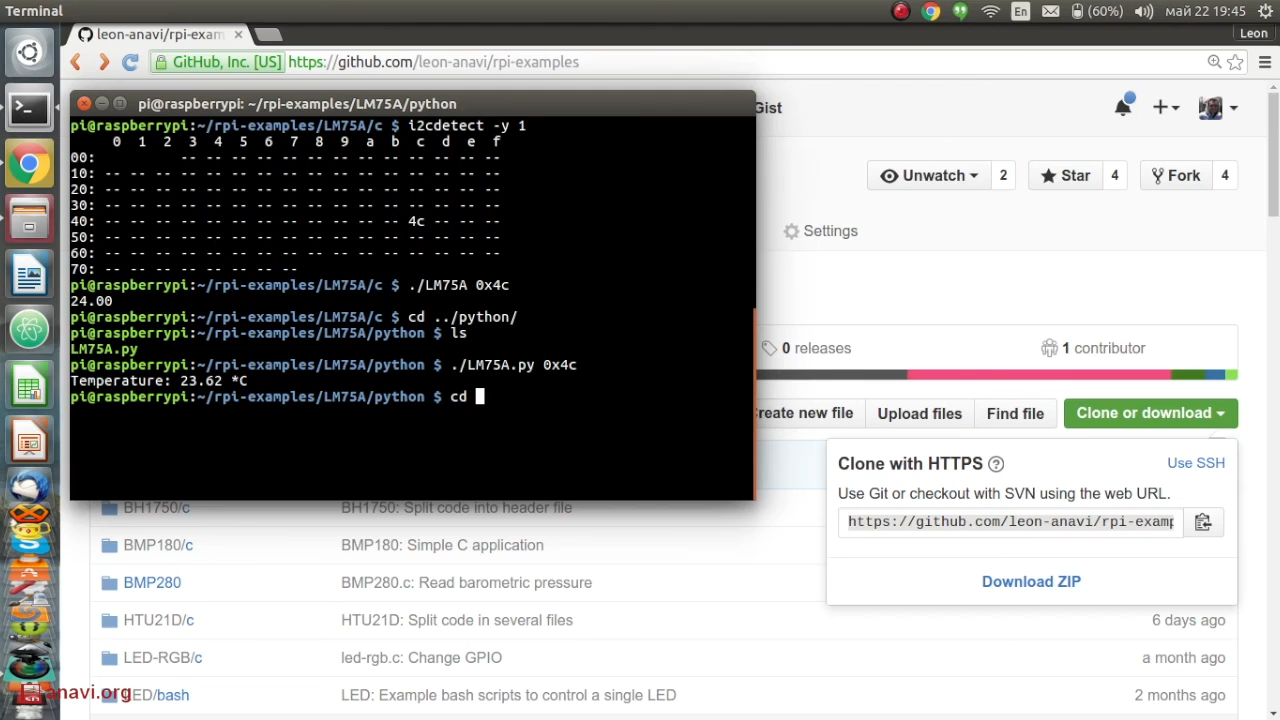 Terminal
En
(60%)
май 22 19:45
leon-anavi/rpi-exam
Leon
GitHub, Inc. [US]
https://github.com/leon-anavi/rpi-examples
pi@raspberrypi: ~/rpi-examples/LM75A/python
Gist
pi@raspberrypi:~/rpi-examples/LM75A/c $ i2cdetect -y 1
0 1 2 3 4 5 6 7 8 9 a b c d e f
00: -- -- -- -- -- -- -- -- -- -- -- -- --
10: -- -- -- -- -- -- -- -- -- -- -- -- -- -- -- --
20: -- -- -- -- -- -- -- -- -- -- -- -- -- -- -- --
30: -- -- -- -- -- -- -- -- -- -- -- -- -- -- -- --
40: -- -- -- -- -- -- -- -- -- -- -- -- 4c -- -- --
50: -- -- -- -- -- -- -- -- -- -- -- -- -- -- -- --
60: -- -- -- -- -- -- -- -- -- -- -- -- -- -- -- --
70: -- -- -- -- -- -- -- --
pi@raspberrypi:~/rpi-examples/LM75A/c $ ./LM75A 0x4c
24.00
pi@raspberrypi:~/rpi-examples/LM75A/c $ cd ../python/
pi@raspberrypi:~/rpi-examples/LM75A/python $ ls
LM75A.py
pi@raspberrypi:~/rpi-examples/LM75A/python $ ./LM75A.py 0x4c
Temperature: 23.62 *C
pi@raspberrypi:~/rpi-examples/LM75A/python $ cd
Unwatch 2
Star 4
Fork 4
Settings
0 releases
1 contributor
Create new file
Upload files
Find file
Clone or download
Clone with HTTPS
Use SSH
Use Git or checkout with SVN using the web URL.
https://github.com/leon-anavi/rpi-examp
Download ZIP
BH1750/c BH1750: Split code into header file
BMP180/c BMP180: Simple C application
BMP280 BMP280.c: Read barometric pressure
HTU21D/c HTU21D: Split code in several files 6 days ago
LED-RGB/c led-rgb.c: Change GPIO a month ago
LED/bash LED: Example bash scripts to control a single LED 2 months ago
anavi.org